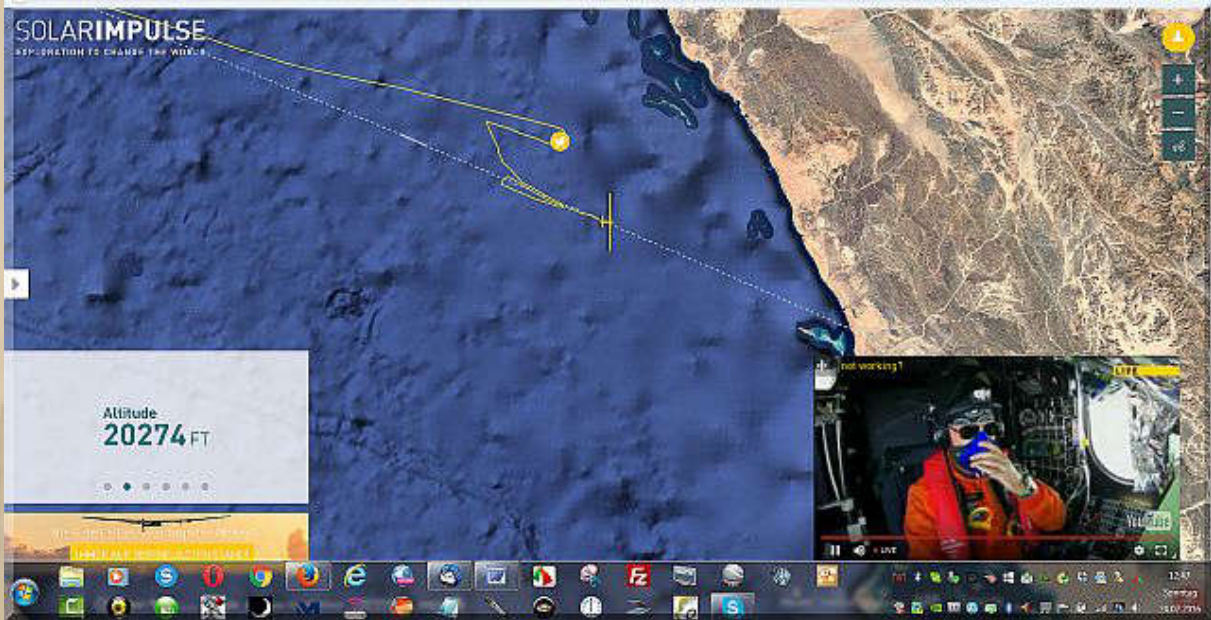 SOLARIMPULSE
EXPLORATION TO CHANGE THE WORLD
+
−
Altitude
20274 FT
not working?
LIVE
YouTube
LIVE
12:47
Sonntag